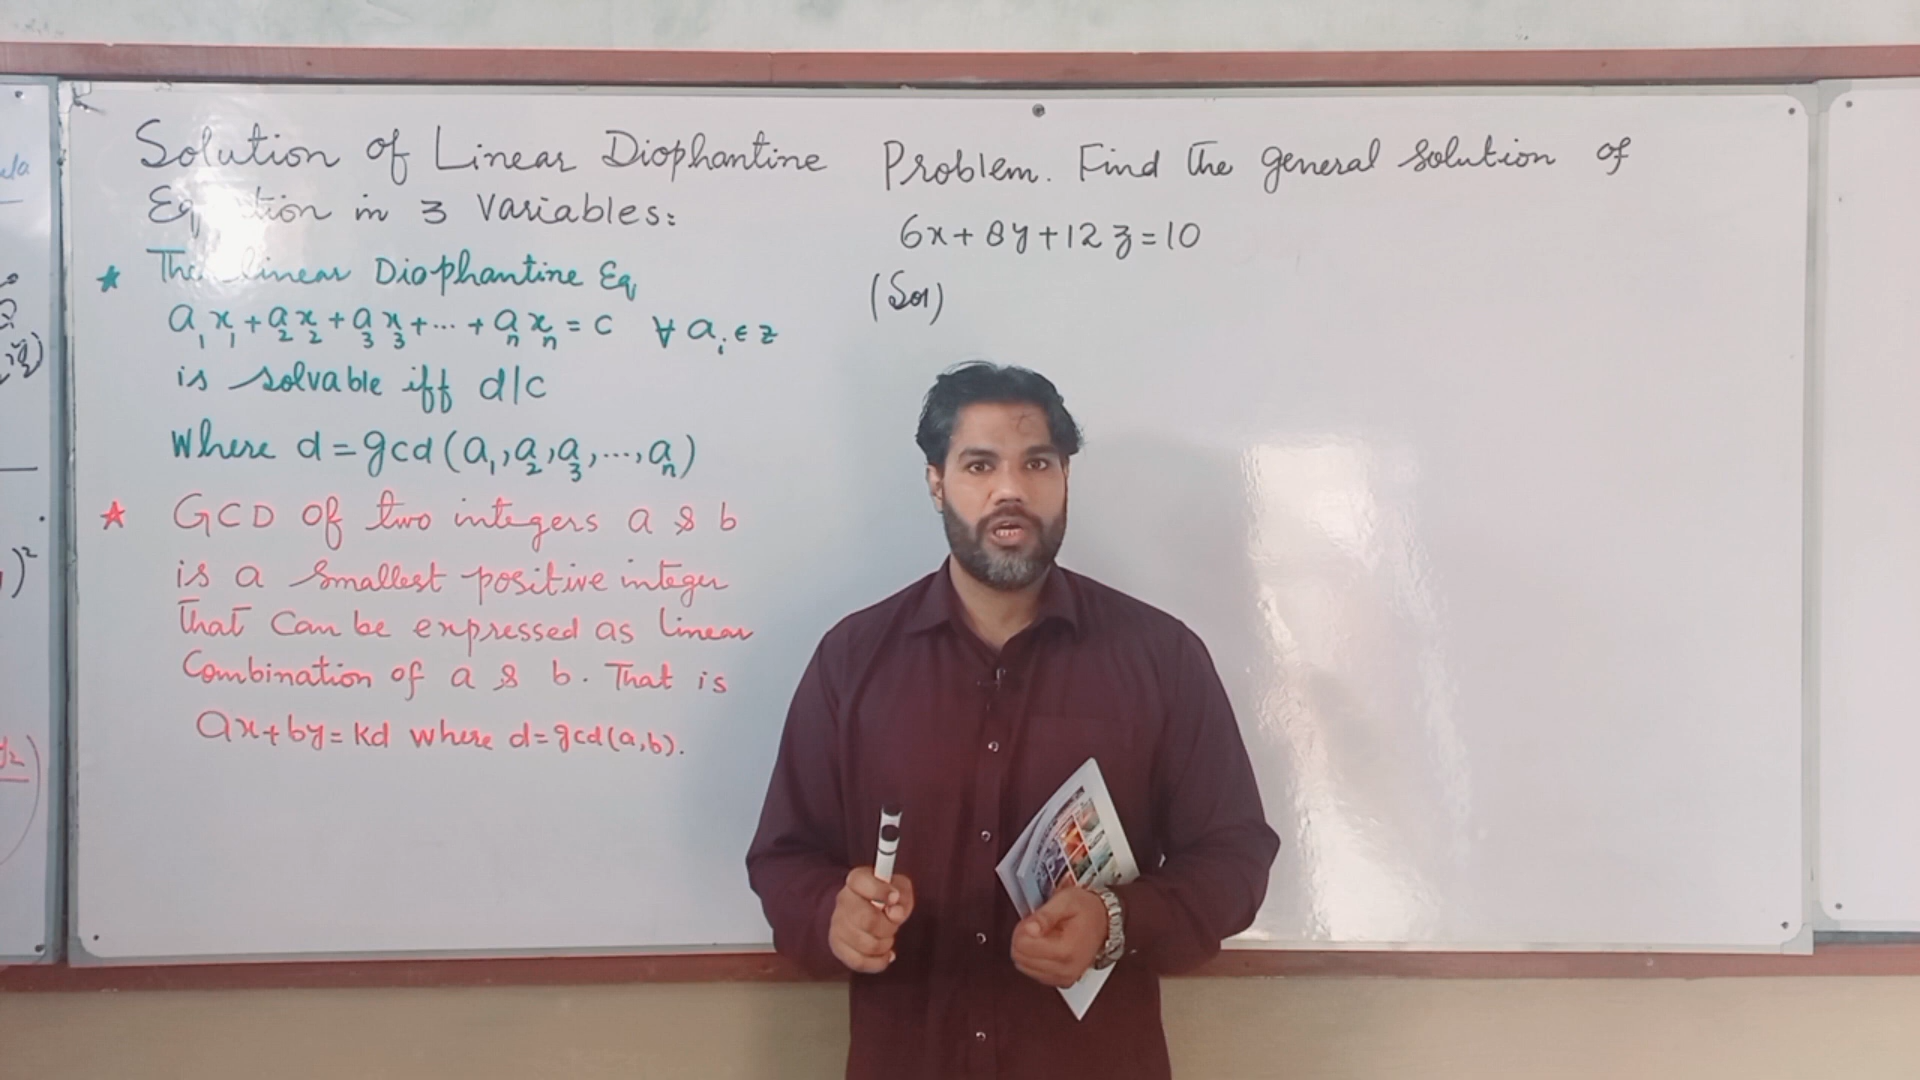 Solution of Linear Diophantine
Equation in 3 Variables:
★ The linear Diophantine Eq
a₁x₁+a₂x₂+a₃x₃+...+aₙxₙ=c ∀ aᵢ∈z
is solvable iff d|c
Where d=gcd(a₁,a₂,a₃,...,aₙ)
★ GCD of two integers a & b
is a smallest positive integer
that can be expressed as linear
Combination of a & b. That is
ax+by=kd where d=gcd(a,b).
Problem. Find the general solution of
6x+8y+12z=10
(Sol)